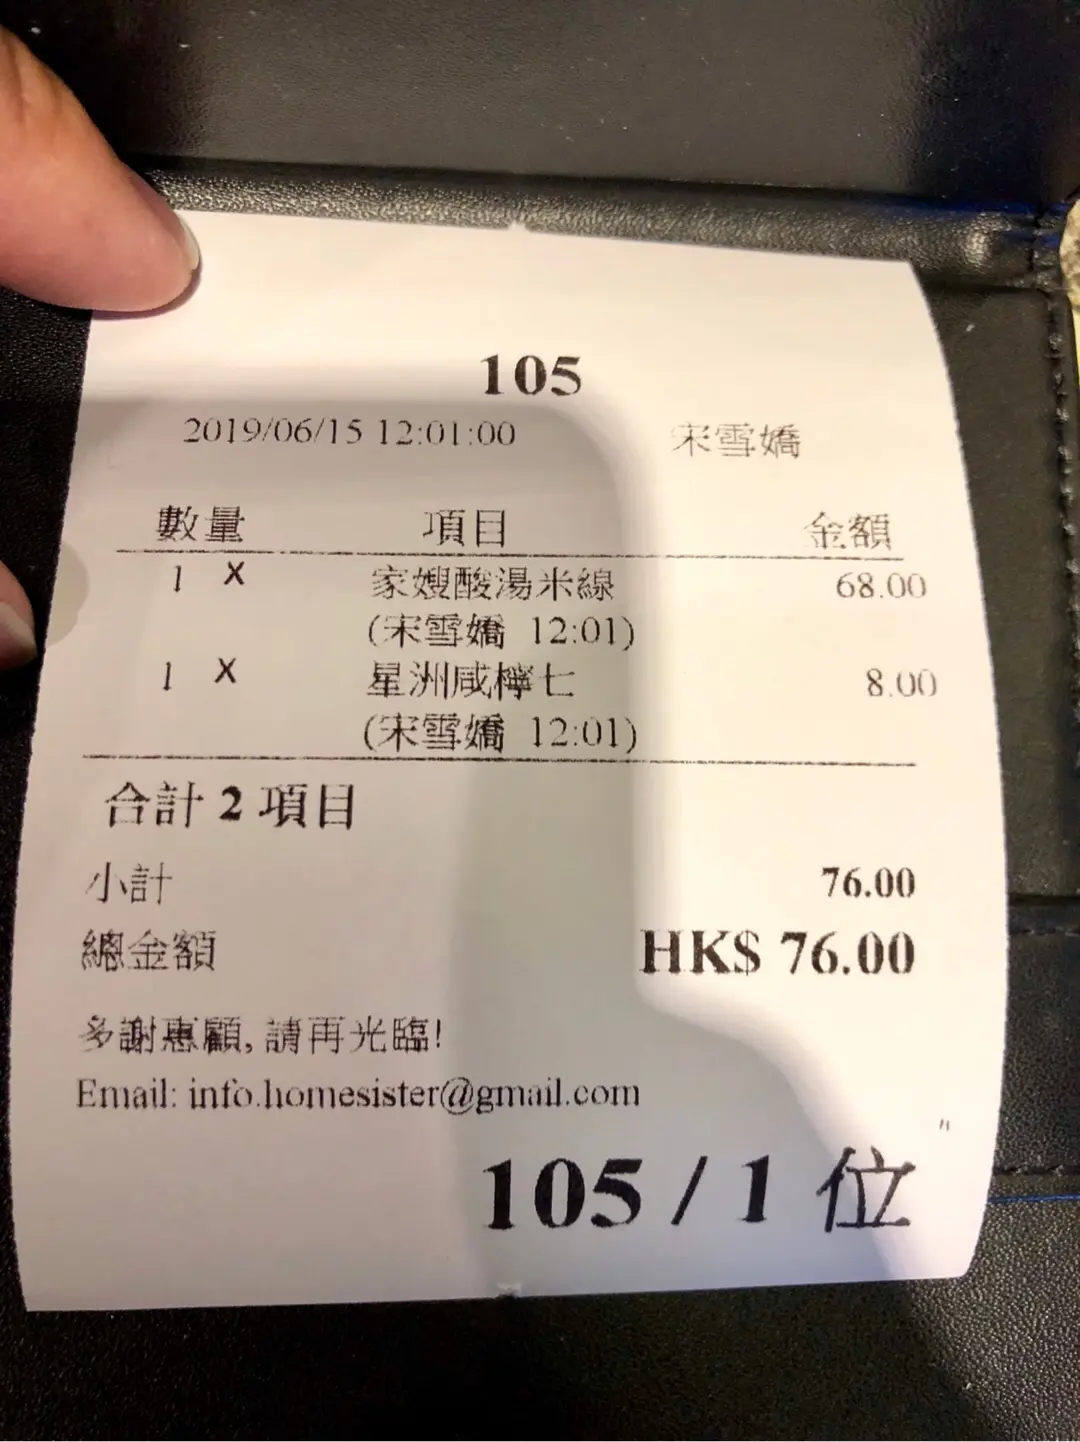 105
2019/06/15 12:01:00 宋雪嬌
數量 項目 金額
1 X 家嫂酸湯米線 68.00
(宋雪嬌 12:01)
1 X 星洲咸檸七 8.00
(宋雪嬌 12:01)
合計 2 項目
小計 76.00
總金額 HK$ 76.00
多謝惠顧, 請再光臨!
Email: info.homesister@gmail.com
"
105 / 1 位